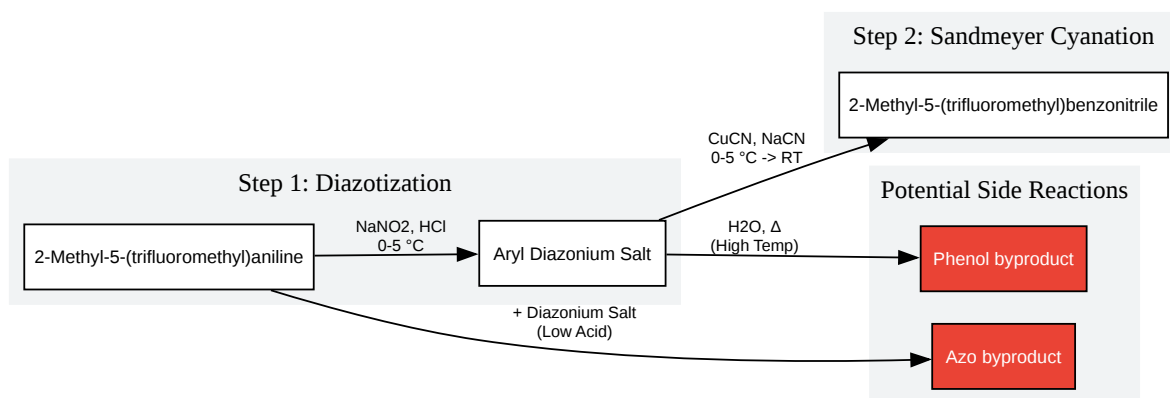 Step 2: Sandmeyer Cyanation
2-Methyl-5-(trifluoromethyl)benzonitrile
CuCN, NaCN
0-5 °C -> RT
Step 1: Diazotization
2-Methyl-5-(trifluoromethyl)aniline
NaNO2, HCl
0-5 °C
Aryl Diazonium Salt
Potential Side Reactions
H2O, Δ
(High Temp)
Phenol byproduct
+ Diazonium Salt
(Low Acid)
Azo byproduct